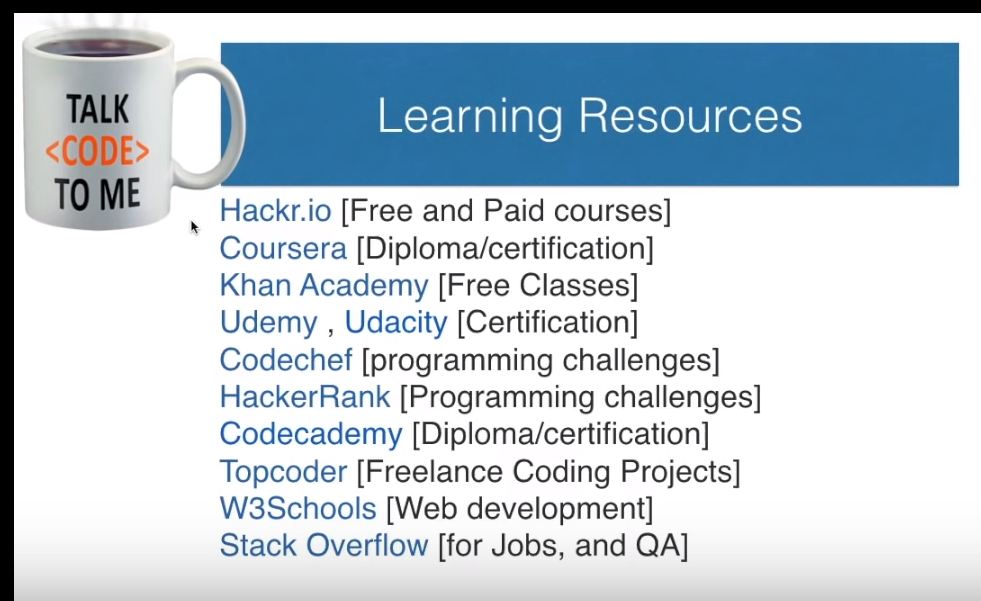 TALK
<CODE>
TO ME
Learning Resources
Hackr.io [Free and Paid courses]
Coursera [Diploma/certification]
Khan Academy [Free Classes]
Udemy , Udacity [Certification]
Codechef [programming challenges]
HackerRank [Programming challenges]
Codecademy [Diploma/certification]
Topcoder [Freelance Coding Projects]
W3Schools [Web development]
Stack Overflow [for Jobs, and QA]